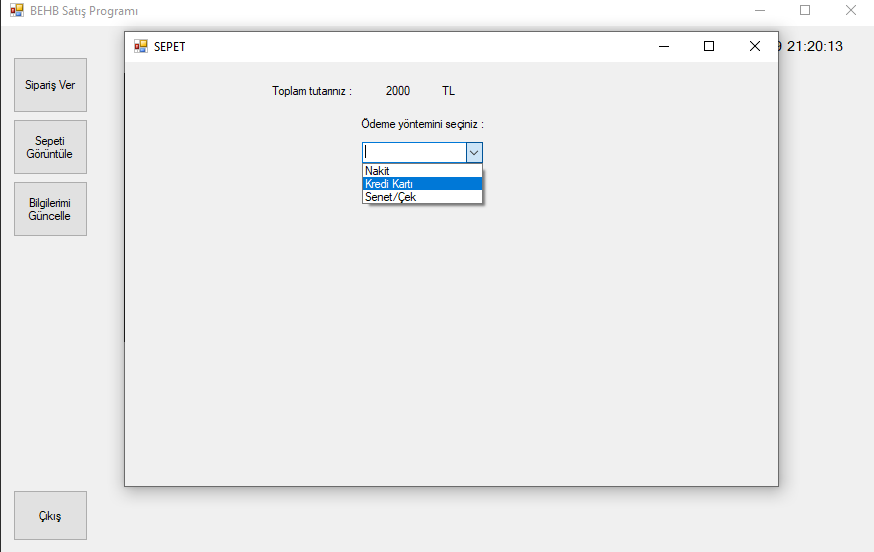 BEHB Satış Programı
SEPET
9 21:20:13
Sipariş Ver
Sepeti
Görüntüle
Bilgilerimi
Güncelle
Çıkış
Toplam tutarınız : 2000 TL
Ödeme yöntemini seçiniz :
Nakit
Kredi Kartı
Senet/Çek